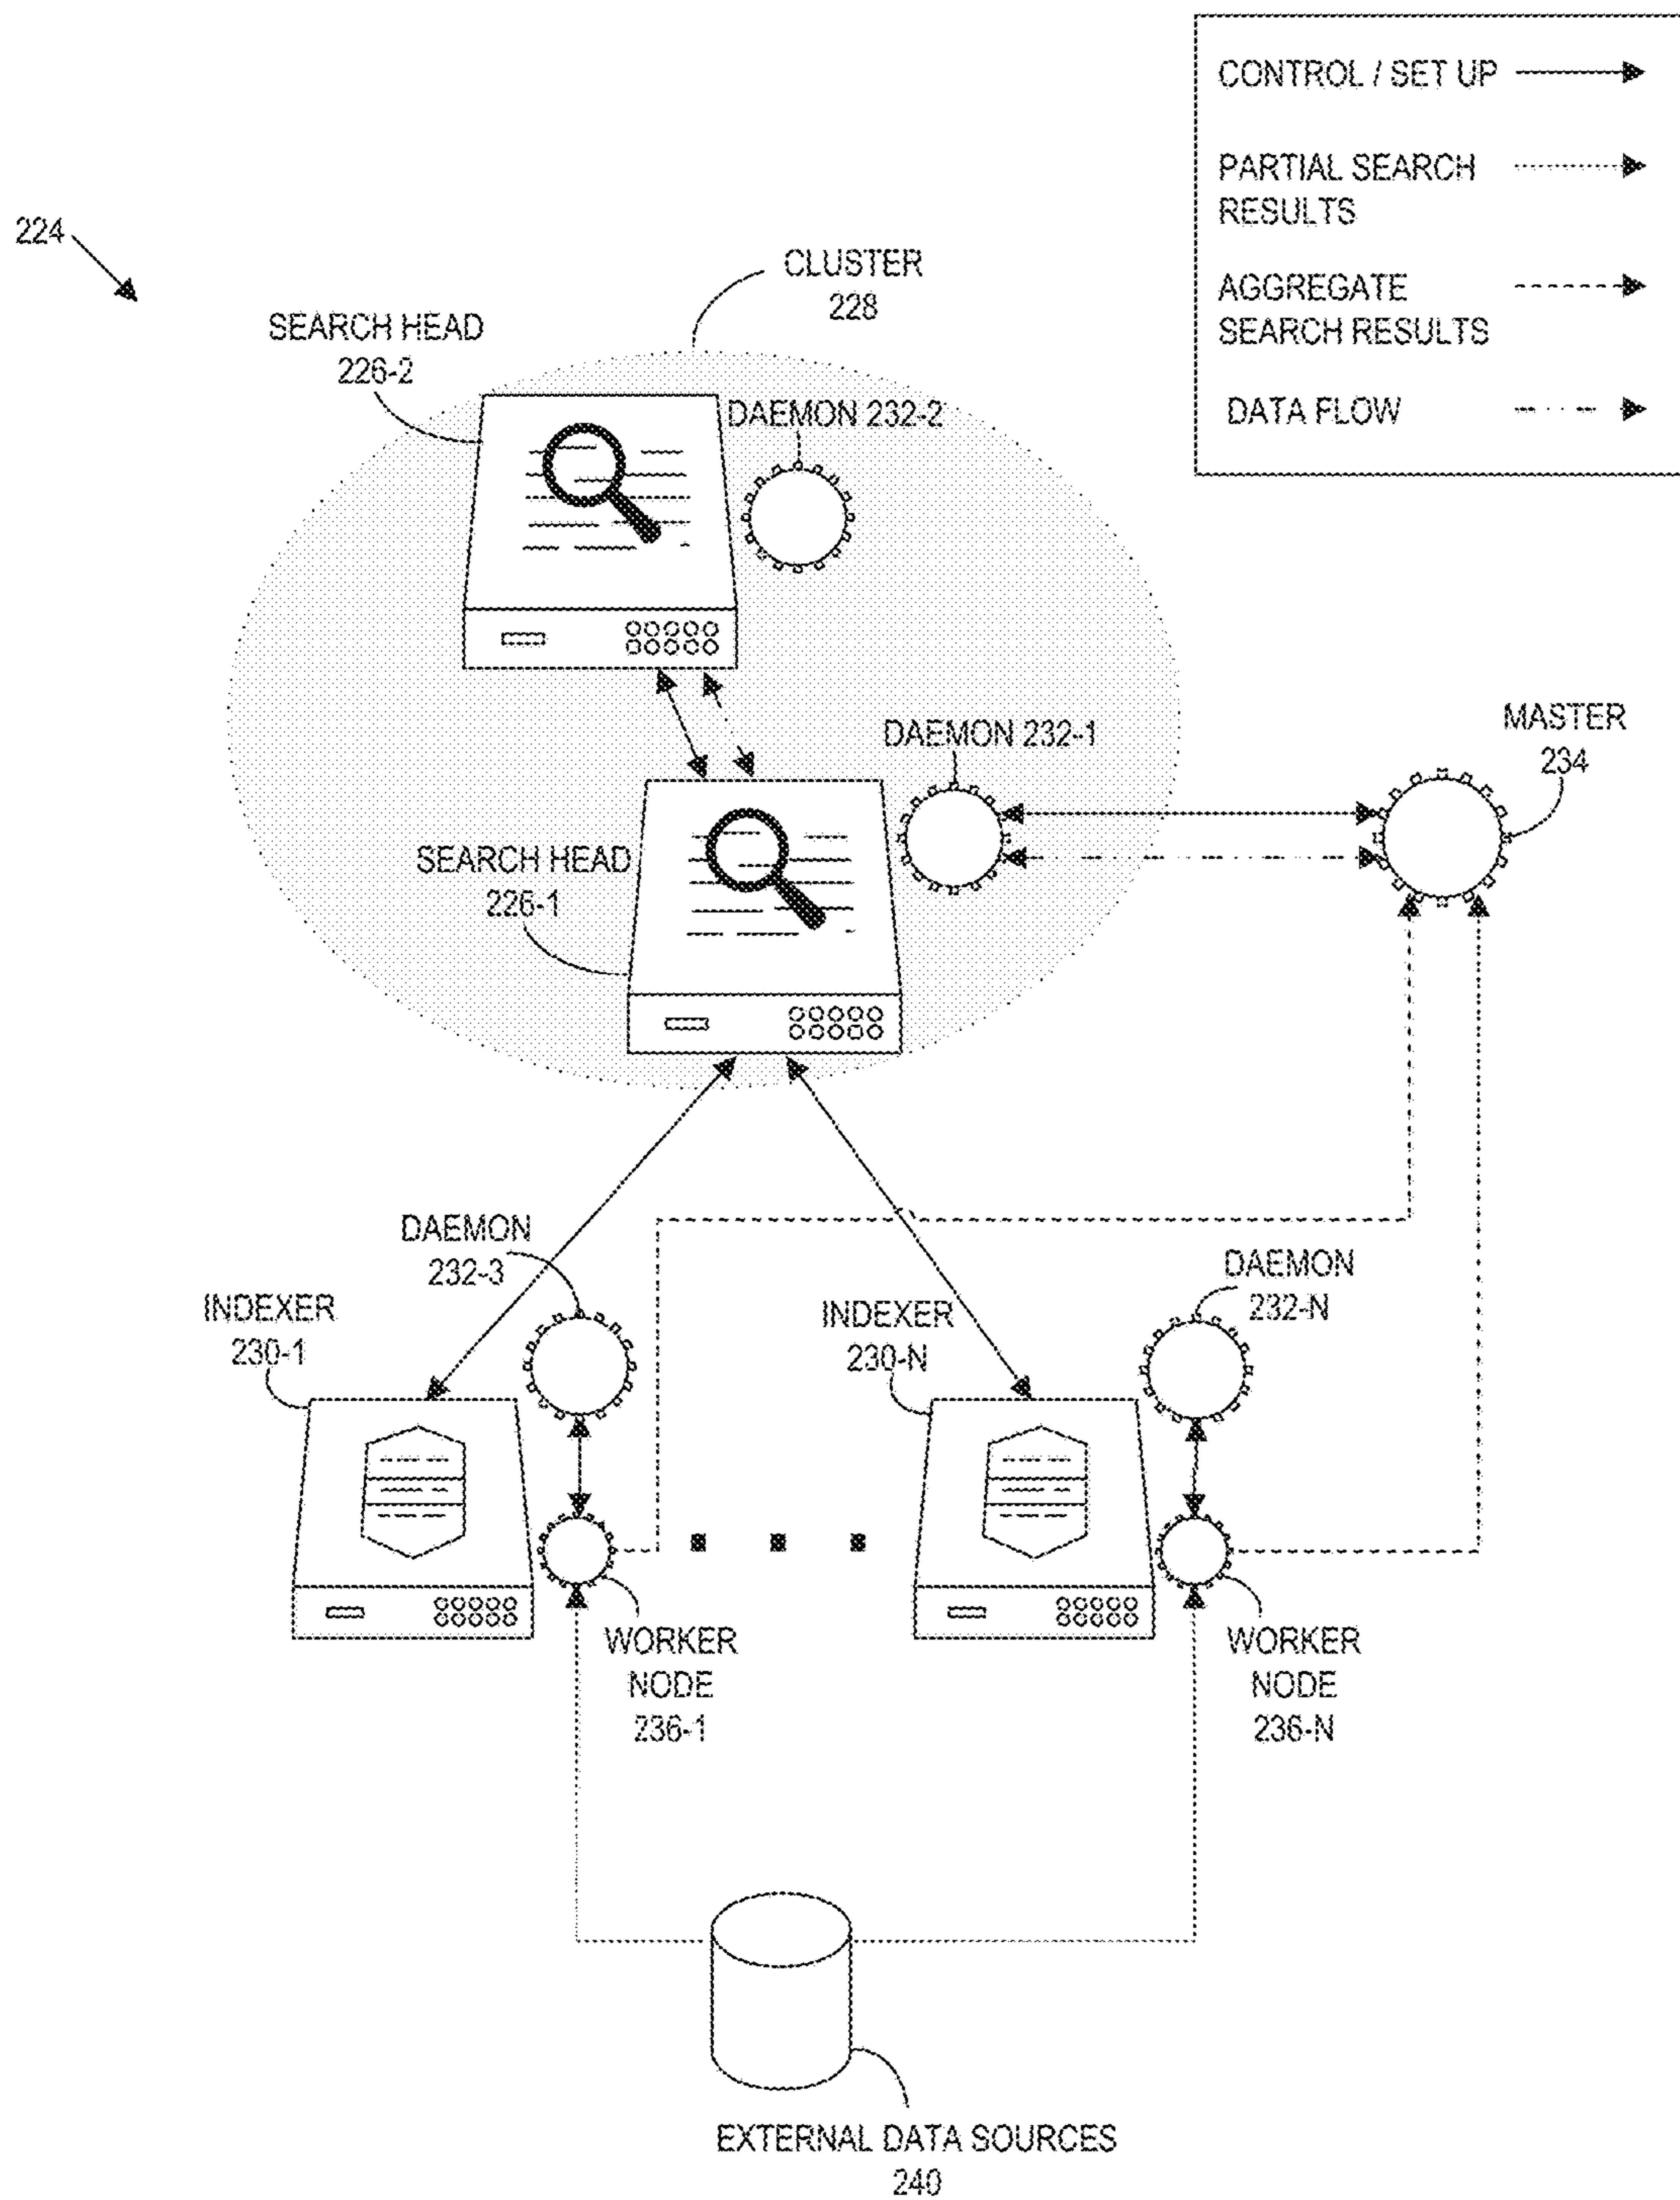 CONTROL / SET UP
PARTIAL SEARCH
RESULTS
AGGREGATE
SEARCH RESULTS
DATA FLOW
224
CLUSTER
228
SEARCH HEAD
226-2
DAEMON 232-2
DAEMON 232-1
MASTER
234
SEARCH HEAD
226-1
DAEMON
232-3
INDEXER
230-1
DAEMON
232-N
INDEXER
230-N
WORKER
NODE
236-1
WORKER
NODE
236-N
EXTERNAL DATA SOURCES
240